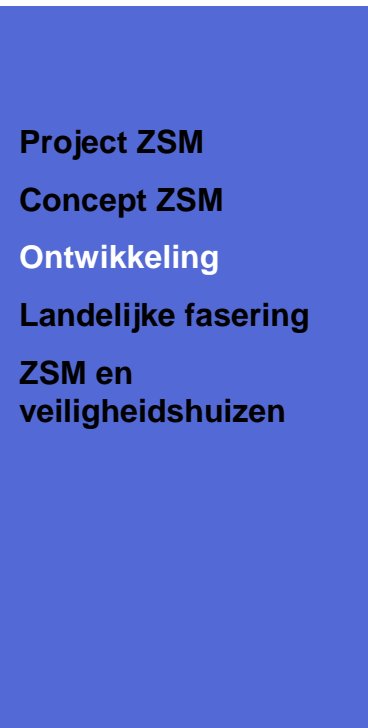 Project ZSM
Concept ZSM
Ontwikkeling
Landelijke fasering
ZSM en
veiligheidshuizen